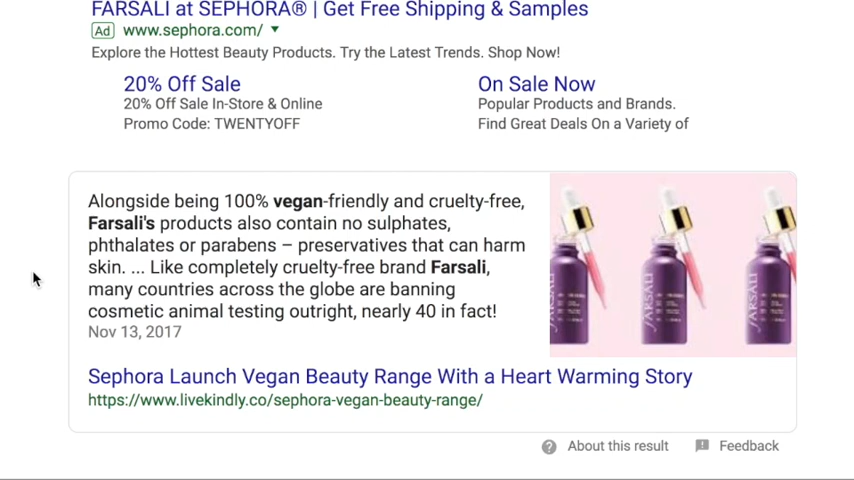 FARSALI at SEPHORA® | Get Free Shipping & Samples
Ad www.sephora.com/
Explore the Hottest Beauty Products. Try the Latest Trends. Shop Now!
20% Off Sale
20% Off Sale In-Store & Online
Promo Code: TWENTYOFF
On Sale Now
Popular Products and Brands.
Find Great Deals On a Variety of
Alongside being 100% vegan-friendly and cruelty-free,
Farsali's products also contain no sulphates,
phthalates or parabens – preservatives that can harm
skin. ... Like completely cruelty-free brand Farsali,
many countries across the globe are banning
cosmetic animal testing outright, nearly 40 in fact!
Nov 13, 2017
FARSALI
FARSALI
FARSALI
Sephora Launch Vegan Beauty Range With a Heart Warming Story
https://www.livekindly.co/sephora-vegan-beauty-range/
About this result
Feedback